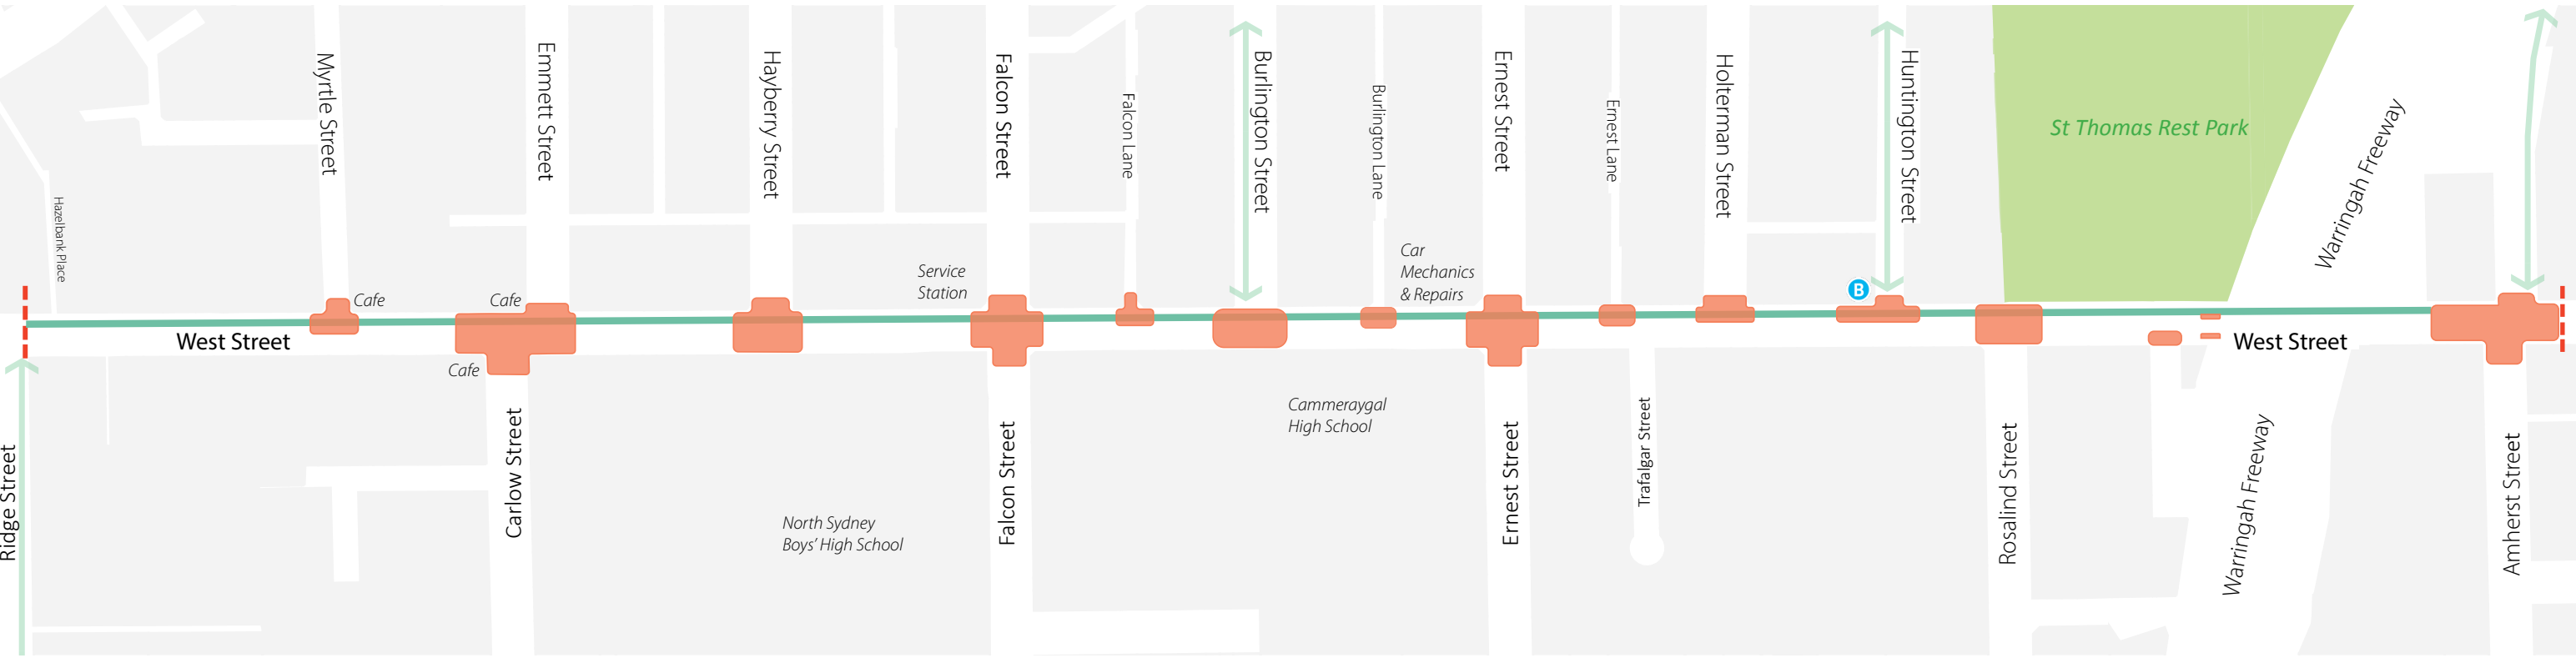 Myrtle Street
Emmett Street
Hayberry Street
Falcon Street
Falcon Lane
Burlington Street
Burlington Lane
Ernest Street
Ernest Lane
Holterman Street
Huntington Street
St Thomas Rest Park
Warringah Freeway
Hazelbank Place
Cafe
Cafe
Service
Station
Car
Mechanics
& Repairs
B
West Street
West Street
Cafe
Ridge Street
Carlow Street
North Sydney
Boys’ High School
Falcon Street
Cammeraygal
High School
Ernest Street
Trafalgar Street
Rosalind Street
Warringah Freeway
Amherst Street